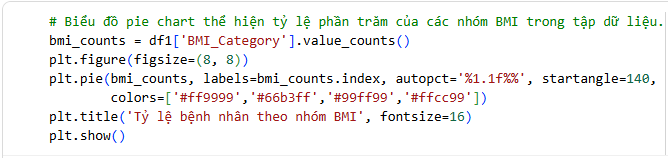 # Biểu đồ pie chart thể hiện tỷ lệ phần trăm của các nhóm BMI trong tập dữ liệu.
bmi_counts = df1['BMI_Category'].value_counts()
plt.figure(figsize=(8, 8))
plt.pie(bmi_counts, labels=bmi_counts.index, autopct='%1.1f%%', startangle=140,
        colors=['#ff9999','#66b3ff','#99ff99','#ffcc99'])
plt.title('Tỷ lệ bệnh nhân theo nhóm BMI', fontsize=16)
plt.show()